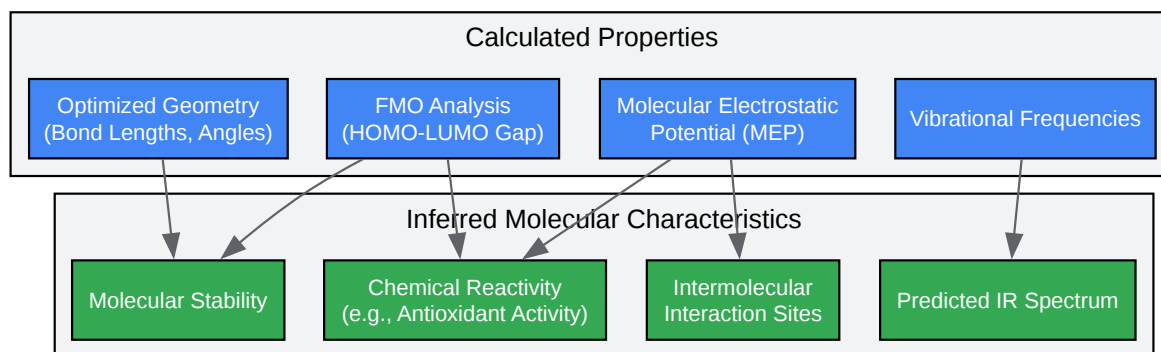 Calculated Properties
Optimized Geometry
(Bond Lengths, Angles)
FMO Analysis
(HOMO-LUMO Gap)
Molecular Electrostatic
Potential (MEP)
Vibrational Frequencies
Inferred Molecular Characteristics
Molecular Stability
Chemical Reactivity
(e.g., Antioxidant Activity)
Intermolecular
Interaction Sites
Predicted IR Spectrum